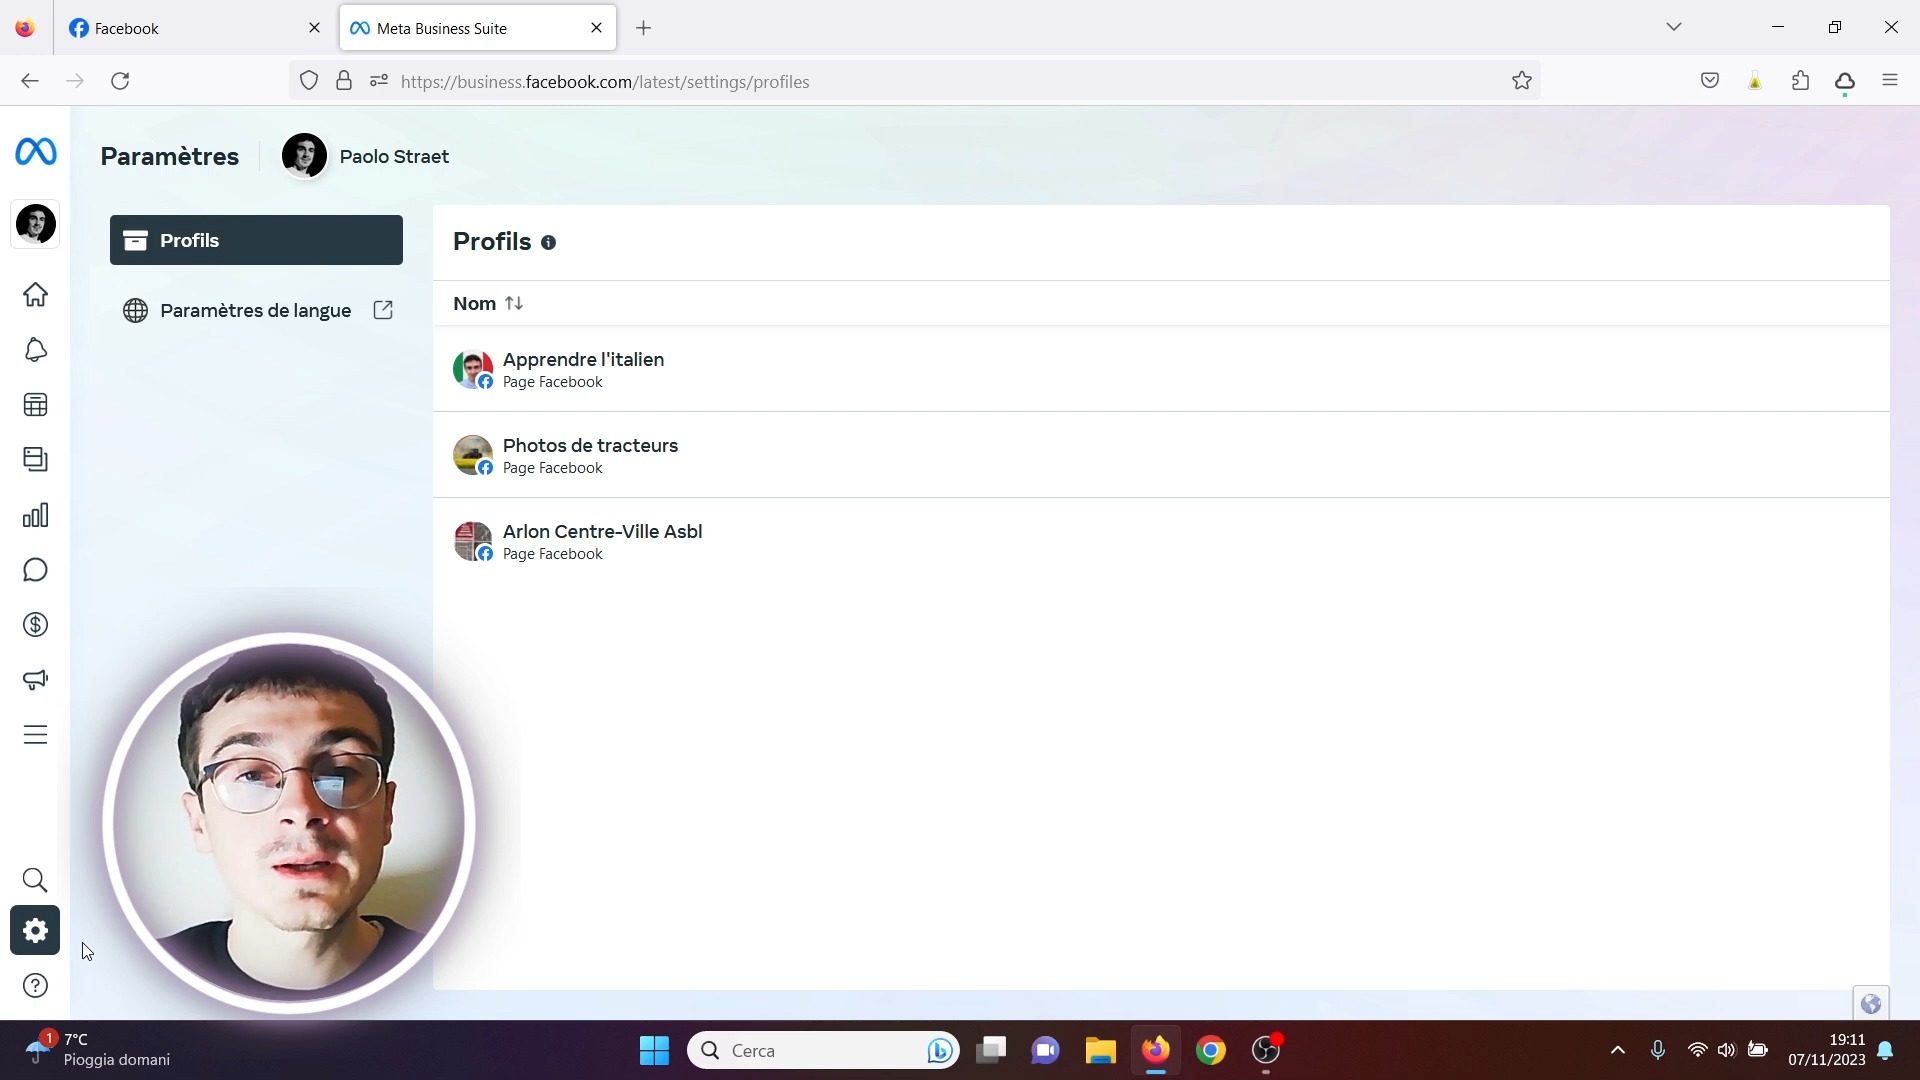 Facebook
Meta Business Suite
https://business.facebook.com/latest/settings/profiles
Paramètres
Paolo Straet
Profils
Paramètres de langue
Profils
Nom
Apprendre l'italien
Page Facebook
Photos de tracteurs
Page Facebook
Arlon Centre-Ville Asbl
Page Facebook
1
7°C
Pioggia domani
Cerca
19:11
07/11/2023